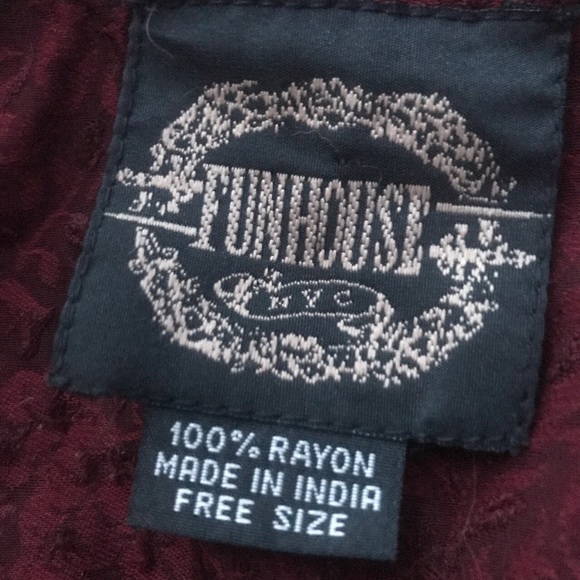 FUNHOUSE
NYC
100% RAYON
MADE IN INDIA
FREE SIZE